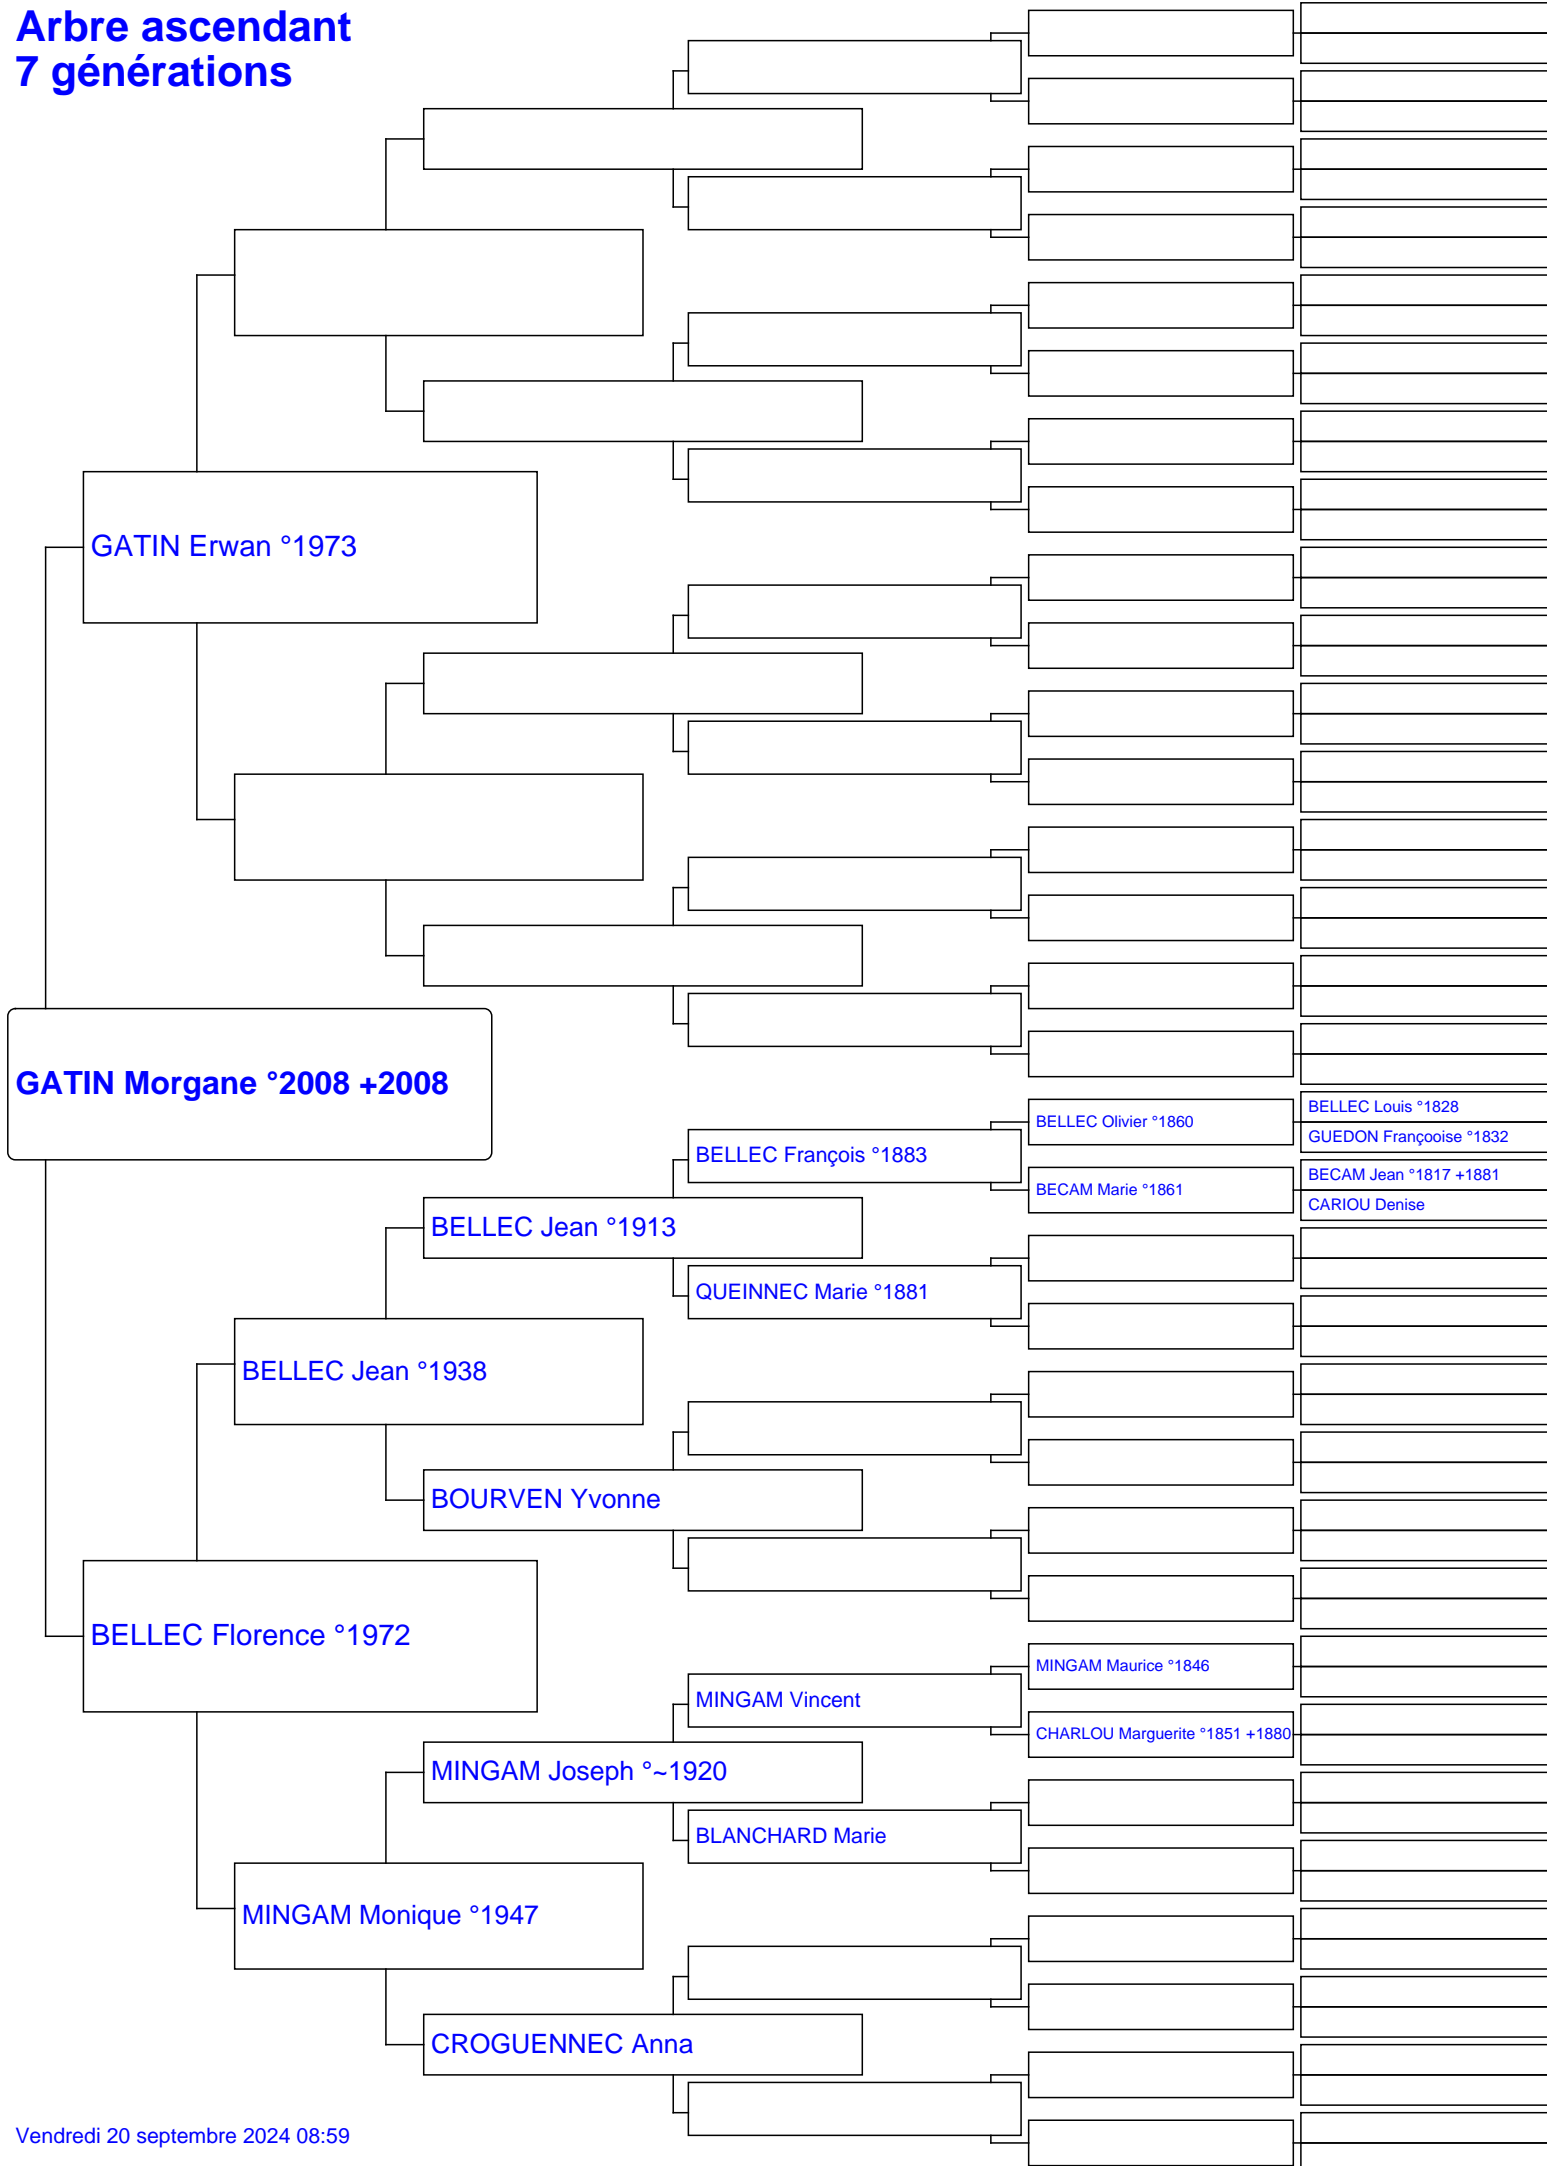 Arbre ascendant
7 générations
GATIN Erwan °1973
GATIN Morgane °2008 +2008
BELLEC Louis °1828
BELLEC Olivier °1860
GUEDON Françooise °1832
BELLEC François °1883
BECAM Jean °1817 +1881
BECAM Marie °1861
CARIOU Denise
BELLEC Jean °1913
QUEINNEC Marie °1881
BELLEC Jean °1938
BOURVEN Yvonne
BELLEC Florence °1972
MINGAM Maurice °1846
MINGAM Vincent
CHARLOU Marguerite °1851 +1880
MINGAM Joseph °~1920
BLANCHARD Marie
MINGAM Monique °1947
CROGUENNEC Anna
Vendredi 20 septembre 2024 08:59